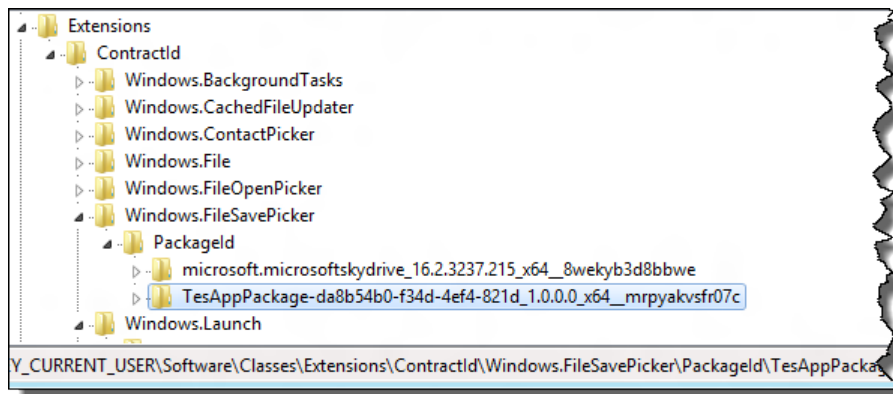 Extensions
ContractId
Windows.BackgroundTasks
Windows.CachedFileUpdater
Windows.ContactPicker
Windows.File
Windows.FileOpenPicker
Windows.FileSavePicker
PackageId
microsoft.microsoftskydrive_16.2.3237.215_x64__8wekyb3d8bbwe
TesAppPackage-da8b54b0-f34d-4ef4-821d_1.0.0.0_x64__mrpyakvsfr07c
Windows.Launch
Y_CURRENT_USER\Software\Classes\Extensions\ContractId\Windows.FileSavePicker\PackageId\TesAppPackag